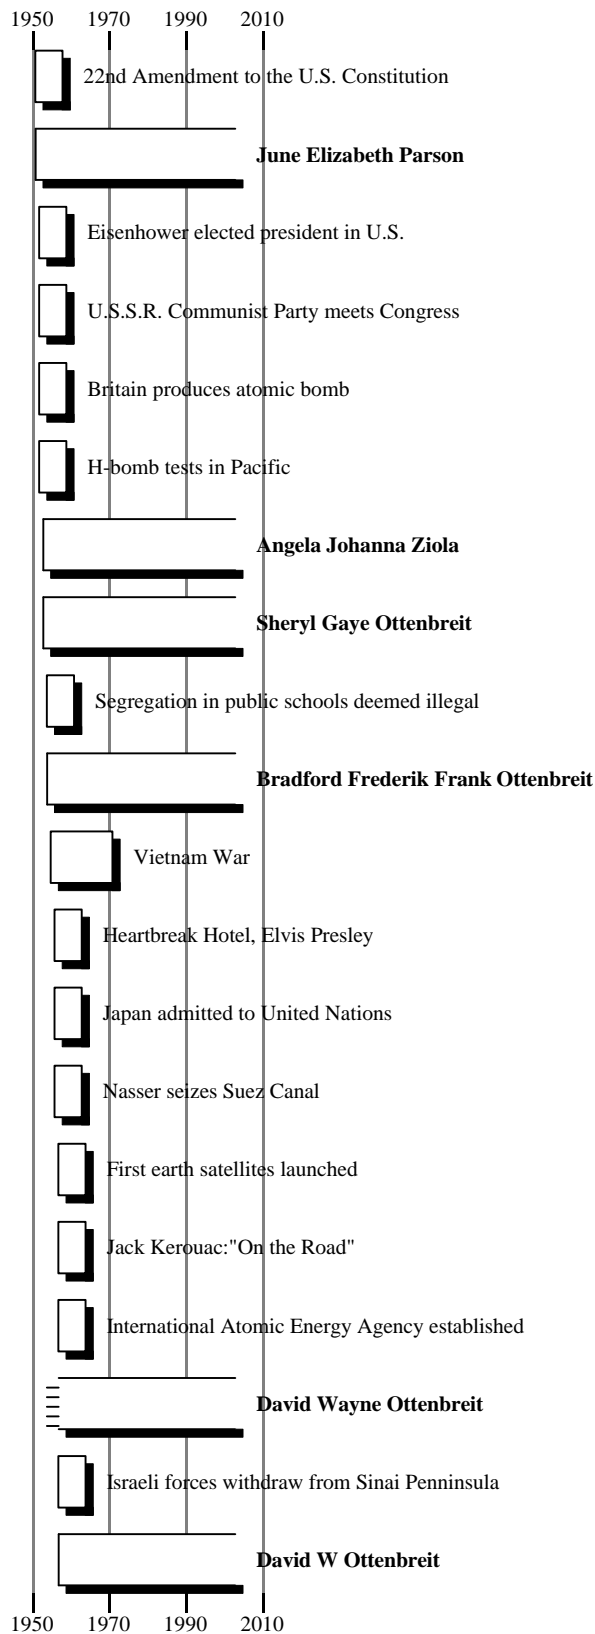 1950 1970 1990 2010
22nd Amendment to the U.S. Constitution
June Elizabeth Parson
Eisenhower elected president in U.S.
U.S.S.R. Communist Party meets Congress
Britain produces atomic bomb
H-bomb tests in Pacific
Angela Johanna Ziola
Sheryl Gaye Ottenbreit
Segregation in public schools deemed illegal
Bradford Frederik Frank Ottenbreit
Vietnam War
Heartbreak Hotel, Elvis Presley
Japan admitted to United Nations
Nasser seizes Suez Canal
First earth satellites launched
Jack Kerouac:"On the Road"
International Atomic Energy Agency established
David Wayne Ottenbreit
Israeli forces withdraw from Sinai Penninsula
David W Ottenbreit
1950 1970 1990 2010